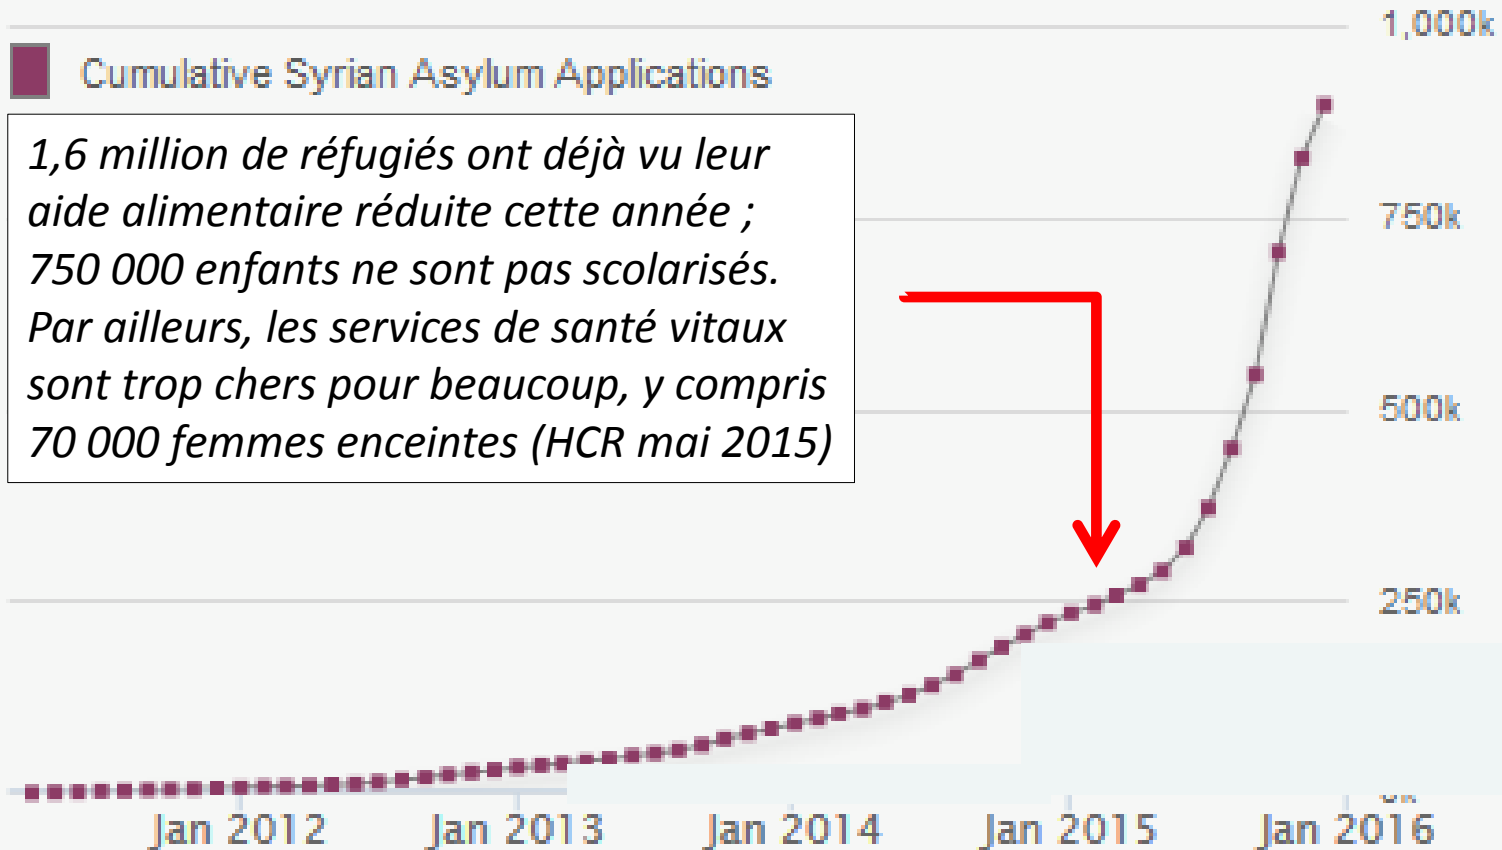 1,000k
Cumulative Syrian Asylum Applications
1,6 million de réfugiés ont déjà vu leur
aide alimentaire réduite cette année ;
750 000 enfants ne sont pas scolarisés.
Par ailleurs, les services de santé vitaux
sont trop chers pour beaucoup, y compris
70 000 femmes enceintes (HCR mai 2015)
750k
500k
250k
Jan 2012 Jan 2013 Jan 2014 Jan 2015 Jan 2016